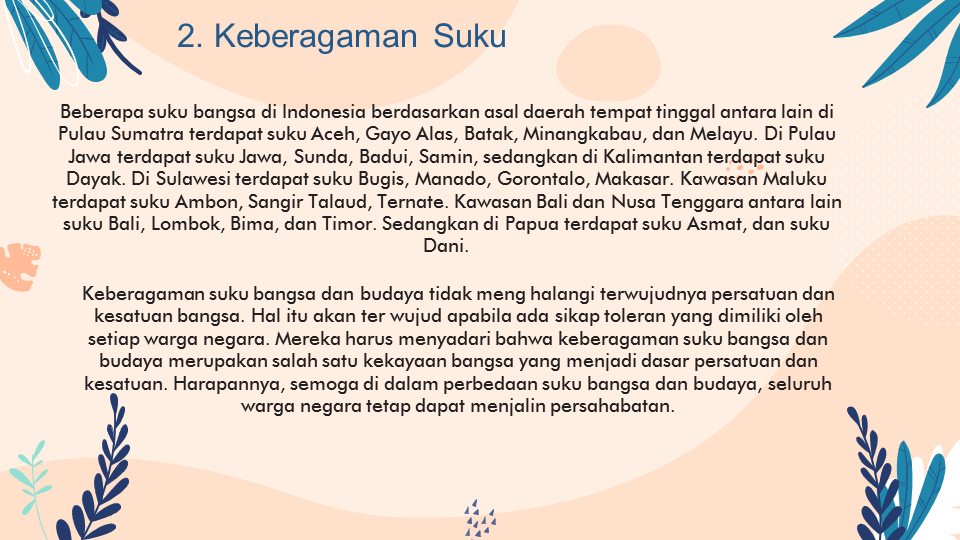 2. Keberagaman Suku
Beberapa suku bangsa di Indonesia berdasarkan asal daerah tempat tinggal antara lain di
Pulau Sumatra terdapat suku Aceh, Gayo Alas, Batak, Minangkabau, dan Melayu. Di Pulau
Jawa terdapat suku Jawa, Sunda, Badui, Samin, sedangkan di Kalimantan terdapat suku
Dayak. Di Sulawesi terdapat suku Bugis, Manado, Gorontalo, Makasar. Kawasan Maluku
terdapat suku Ambon, Sangir Talaud, Ternate. Kawasan Bali dan Nusa Tenggara antara lain
suku Bali, Lombok, Bima, dan Timor. Sedangkan di Papua terdapat suku Asmat, dan suku
Dani.
Keberagaman suku bangsa dan budaya tidak meng halangi terwujudnya persatuan dan
kesatuan bangsa. Hal itu akan ter wujud apabila ada sikap toleran yang dimiliki oleh
setiap warga negara. Mereka harus menyadari bahwa keberagaman suku bangsa dan
budaya merupakan salah satu kekayaan bangsa yang menjadi dasar persatuan dan
kesatuan. Harapannya, semoga di dalam perbedaan suku bangsa dan budaya, seluruh
warga negara tetap dapat menjalin persahabatan.